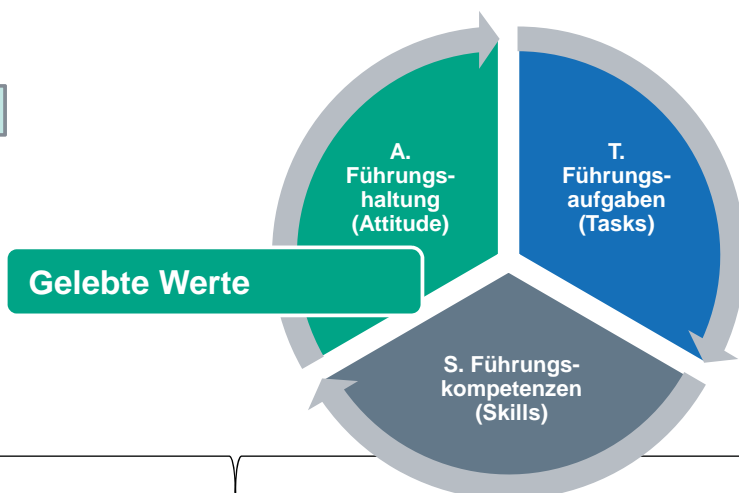 A.
Führungs-
haltung
(Attitude)
T.
Führungs-
aufgaben
(Tasks)
Gelebte Werte
S. Führungs-
kompetenzen
(Skills)